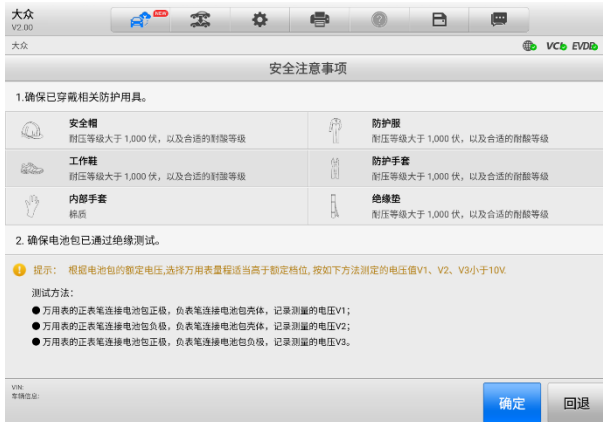 大众
V2.00
NEW
大众
VCI EVDB
安全注意事项
1.确保已穿戴相关防护用具。
安全帽
耐压等级大于 1,000 伏，以及合适的耐酸等级
防护服
耐压等级大于 1,000 伏，以及合适的耐酸等级
工作鞋
耐压等级大于 1,000 伏，以及合适的耐酸等级
防护手套
耐压等级大于 1,000 伏，以及合适的耐酸等级
内部手套
棉质
绝缘垫
耐压等级大于 1,000 伏，以及合适的耐酸等级
2. 确保电池包已通过绝缘测试。
提示： 根据电池包的额定电压,选择万用表量程适当高于额定档位, 按如下方法测定的电压值V1、V2、V3小于10V.
测试方法：
● 万用表的正表笔连接电池包正极，负表笔连接电池包壳体，记录测量的电压V1；
● 万用表的正表笔连接电池包负极，负表笔连接电池包壳体，记录测量的电压V2；
● 万用表的正表笔连接电池包正极，负表笔连接电池包负极，记录测量的电压V3。
VIN:
车辆信息:
确定
回退